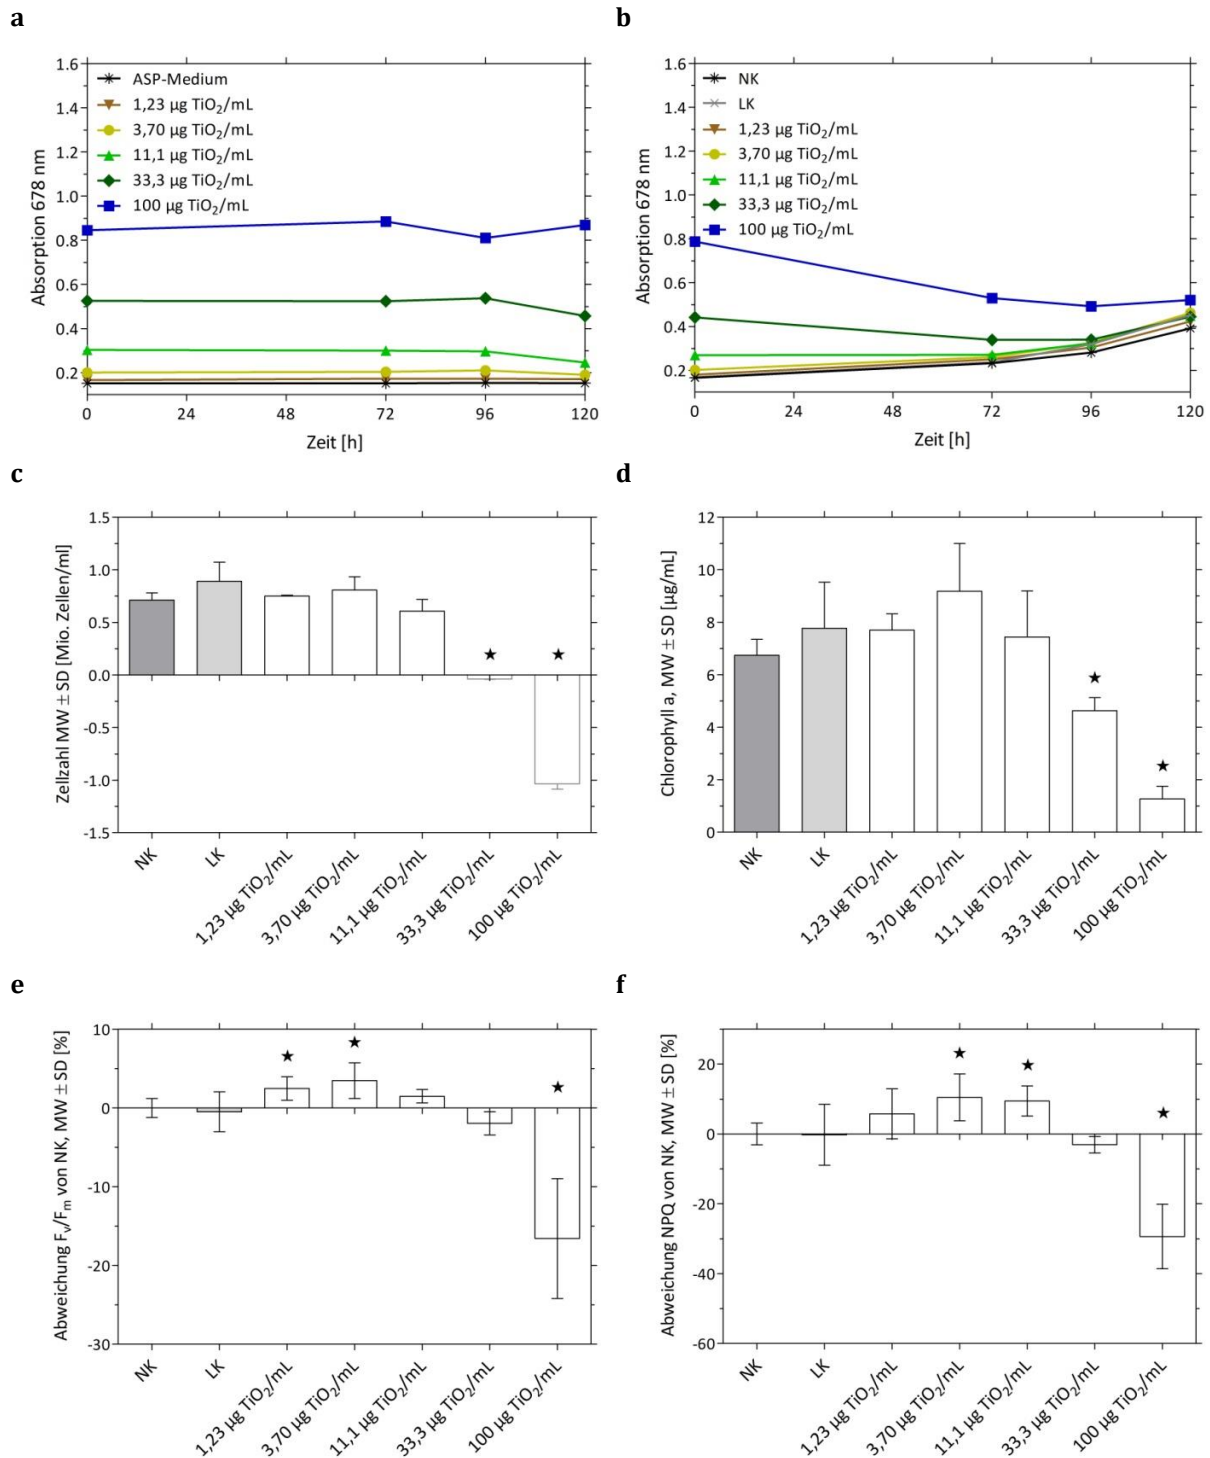 a
Absorption 678 nm
1.6
1.4
1.2
1.0
0.8
0.6
0.4
0.2
ASP-Medium
1,23 µg TiO₂/mL
3,70 µg TiO₂/mL
11,1 µg TiO₂/mL
33,3 µg TiO₂/mL
100 µg TiO₂/mL
0 24 48 72 96 120
Zeit [h]
b
Absorption 678 nm
1.6
1.4
1.2
1.0
0.8
0.6
0.4
0.2
NK
LK
1,23 µg TiO₂/mL
3,70 µg TiO₂/mL
11,1 µg TiO₂/mL
33,3 µg TiO₂/mL
100 µg TiO₂/mL
0 24 48 72 96 120
Zeit [h]
c
Zellzahl MW ± SD [Mio. Zellen/ml]
1.5
1.0
0.5
0.0
-0.5
-1.0
-1.5
NK
LK
1,23 µg TiO₂/mL
3,70 µg TiO₂/mL
11,1 µg TiO₂/mL
33,3 µg TiO₂/mL
100 µg TiO₂/mL
d
Chlorophyll a, MW ± SD [µg/mL]
12
10
8
6
4
2
0
NK
LK
1,23 µg TiO₂/mL
3,70 µg TiO₂/mL
11,1 µg TiO₂/mL
33,3 µg TiO₂/mL
100 µg TiO₂/mL
e
Abweichung Fᵥ/Fₘ von NK, MW ± SD [%]
10
0
-10
-20
-30
NK
LK
1,23 µg TiO₂/mL
3,70 µg TiO₂/mL
11,1 µg TiO₂/mL
33,3 µg TiO₂/mL
100 µg TiO₂/mL
f
Abweichung NPQ von NK, MW ± SD [%]
20
0
-20
-40
-60
NK
LK
1,23 µg TiO₂/mL
3,70 µg TiO₂/mL
11,1 µg TiO₂/mL
33,3 µg TiO₂/mL
100 µg TiO₂/mL